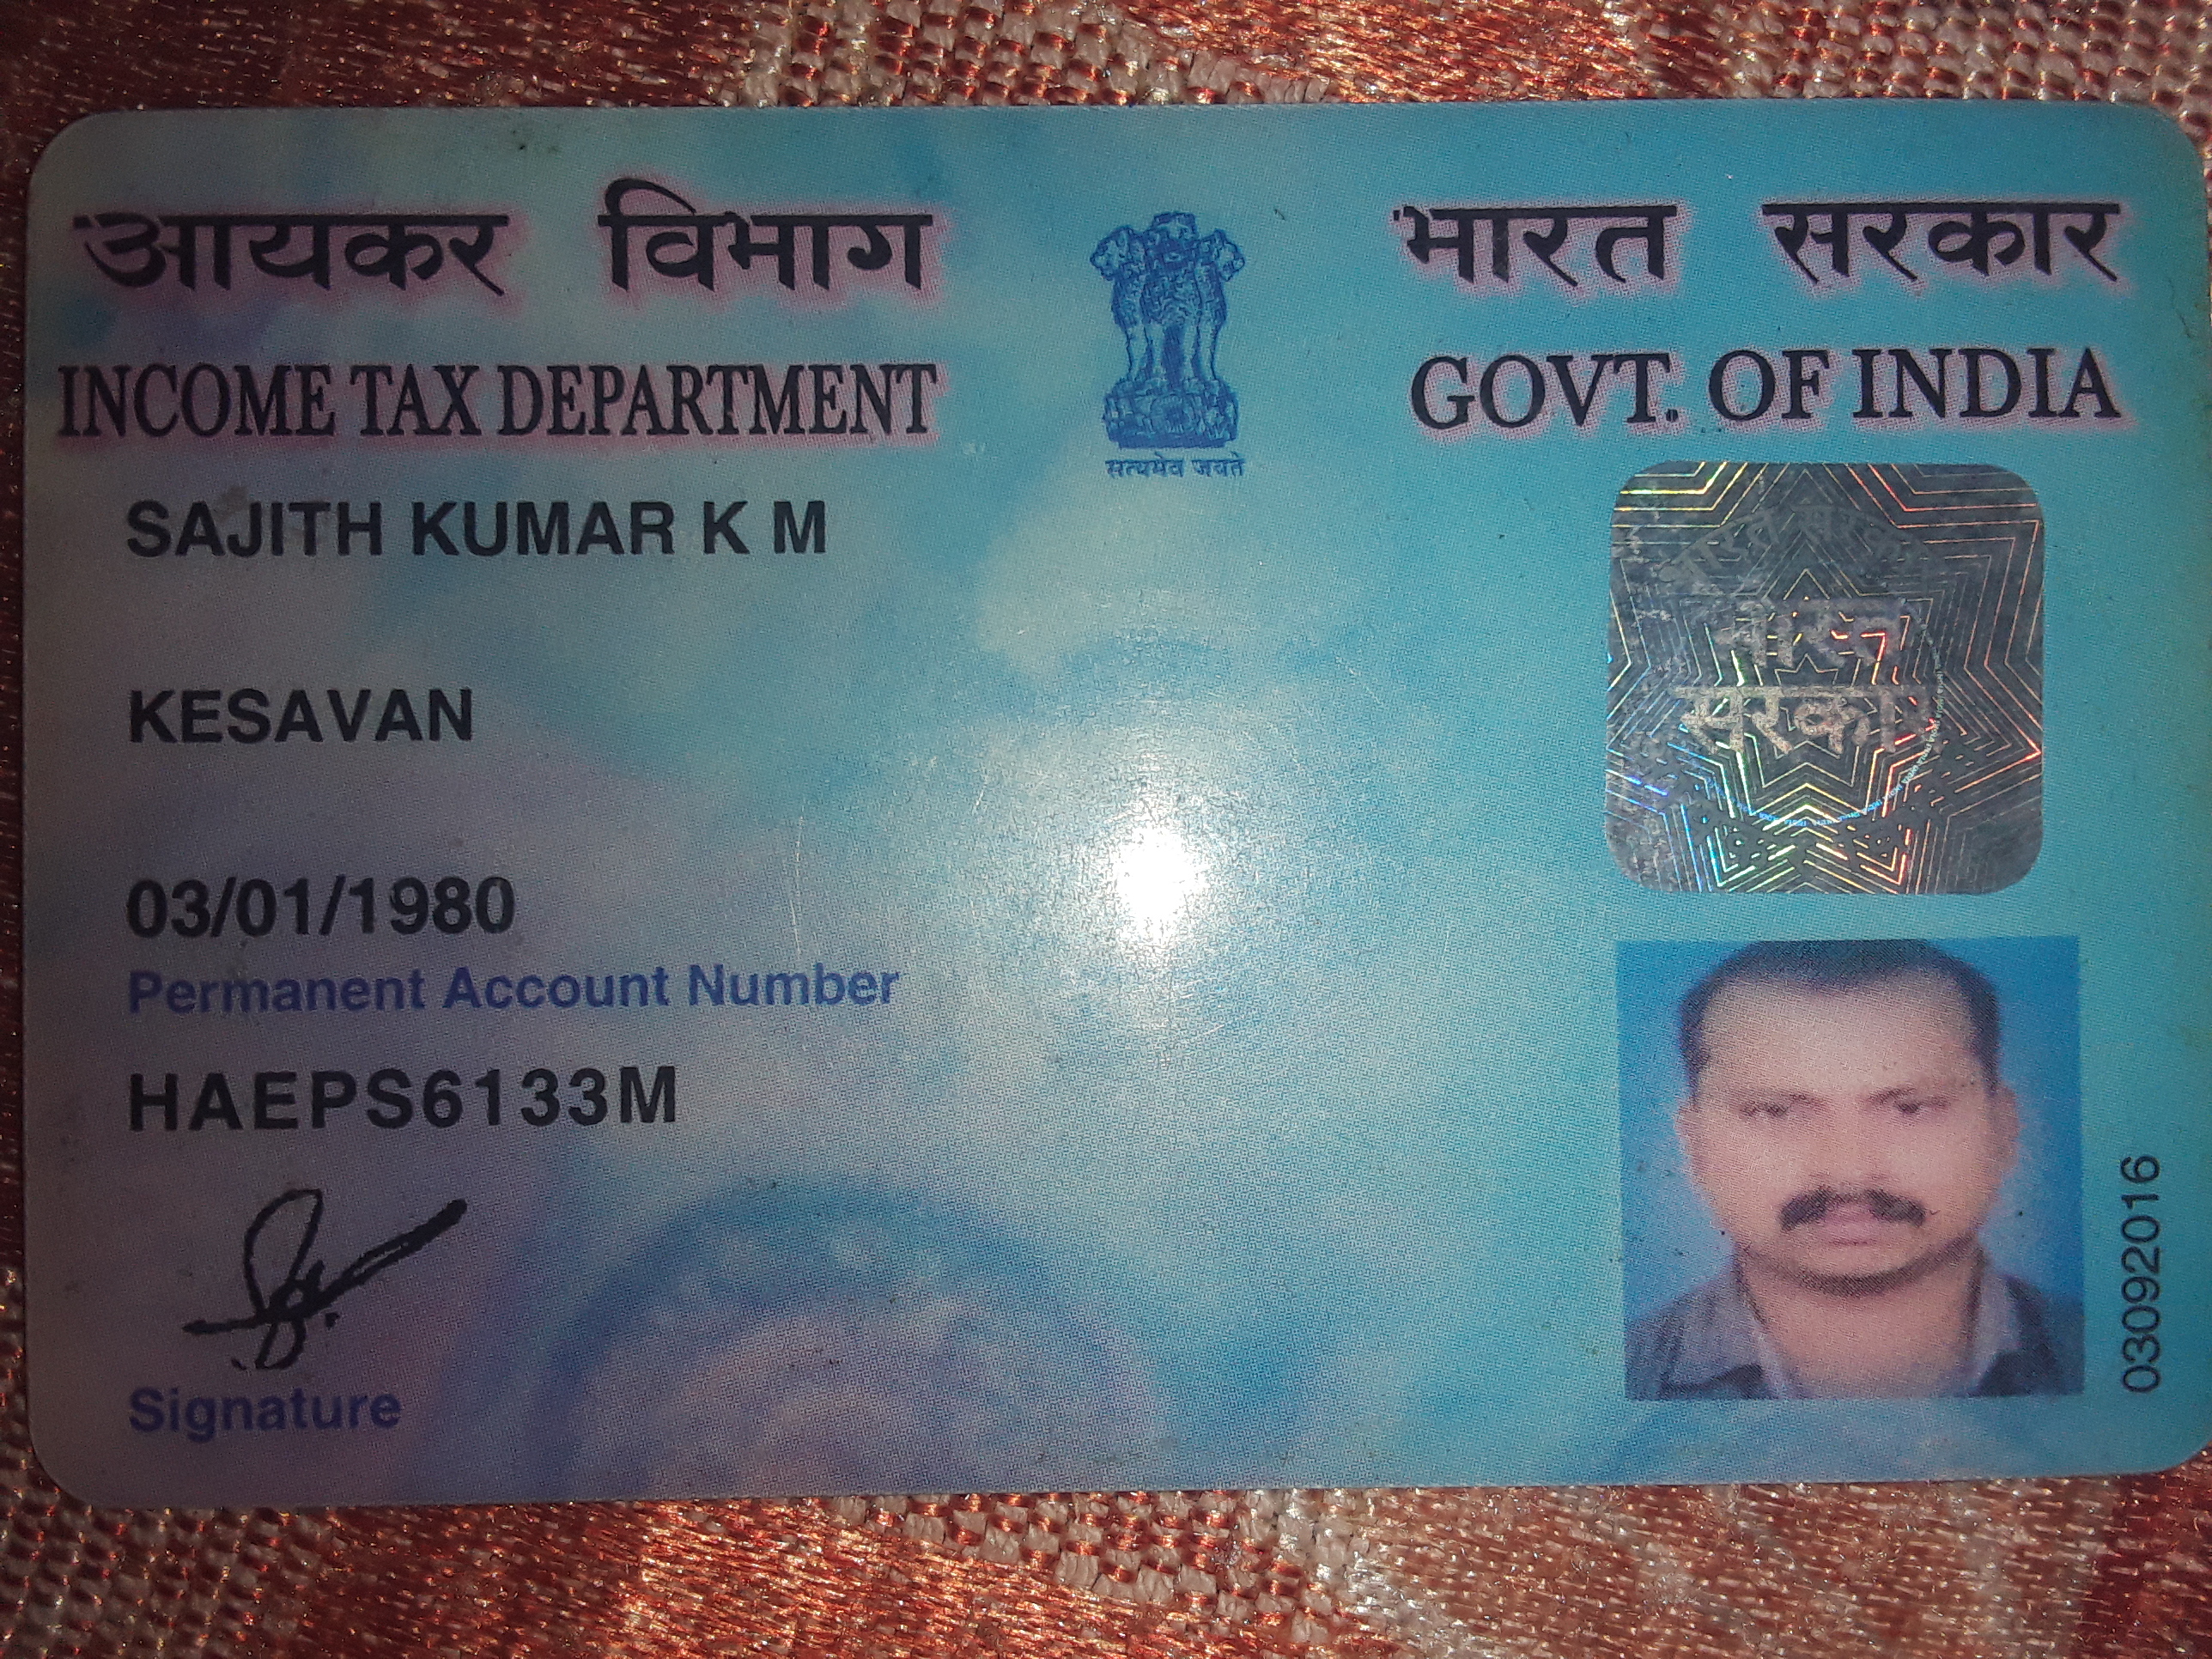 आयकर विभाग
INCOME TAX DEPARTMENT
सत्यमेव जयते
भारत सरकार
GOVT. OF INDIA
SAJITH KUMAR K M
KESAVAN
03/01/1980
Permanent Account Number
HAEPS6133M
Signature
03092016